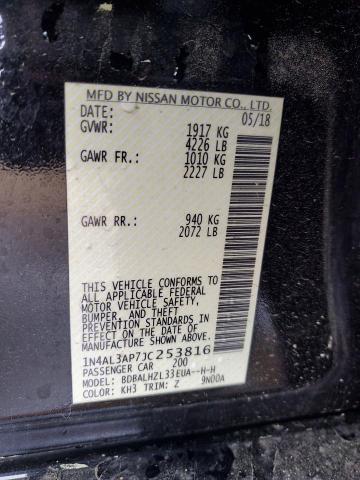 MFD BY NISSAN MOTOR CO., LTD.
DATE: 05/18
GVWR: 1917 KG
4226 LB
GAWR FR.: 1010 KG
2227 LB
GAWR RR.: 940 KG
2072 LB
THIS VEHICLE CONFORMS TO
ALL APPLICABLE FEDERAL
MOTOR VEHICLE SAFETY,
BUMPER, AND THEFT
PREVENTION STANDARDS IN
EFFECT ON THE DATE OF
MANUFACTURE SHOWN ABOVE.
1N4AL3AP7JC253816
PASSENGER CAR 200
MODEL: BDBALHZL33EUA--H-H
COLOR: KH3 TRIM: Z 9N00A